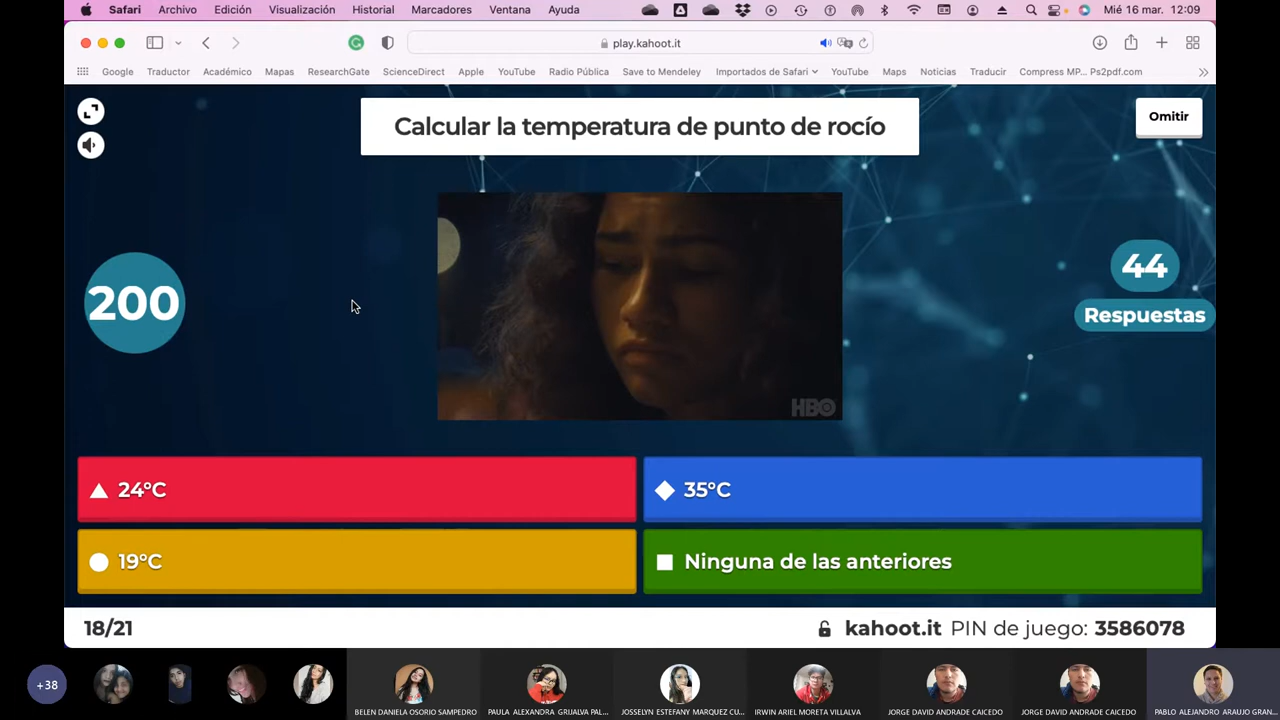 Safari Archivo Edición Visualización Historial Marcadores Ventana Ayuda Mié 16 mar. 12:09
play.kahoot.it
Google Traductor Académico Mapas ResearchGate ScienceDirect Apple YouTube Radio Pública Save to Mendeley Importados de Safari YouTube Maps Noticias Traducir Compress MP... Ps2pdf.com
Calcular la temperatura de punto de rocío
Omitir
200
44
Respuestas
HBO
24°C
35°C
19°C
Ninguna de las anteriores
18/21
kahoot.it PIN de juego: 3586078
+38
BELEN DANIELA OSORIO SAMPEDRO
PAULA ALEXANDRA GRIJALVA PAL...
JOSSELYN ESTEFANY MARQUEZ CU...
IRWIN ARIEL MORETA VILLALVA
JORGE DAVID ANDRADE CAICEDO
JORGE DAVID ANDRADE CAICEDO
PABLO ALEJANDRO ARAUJO GRAN...